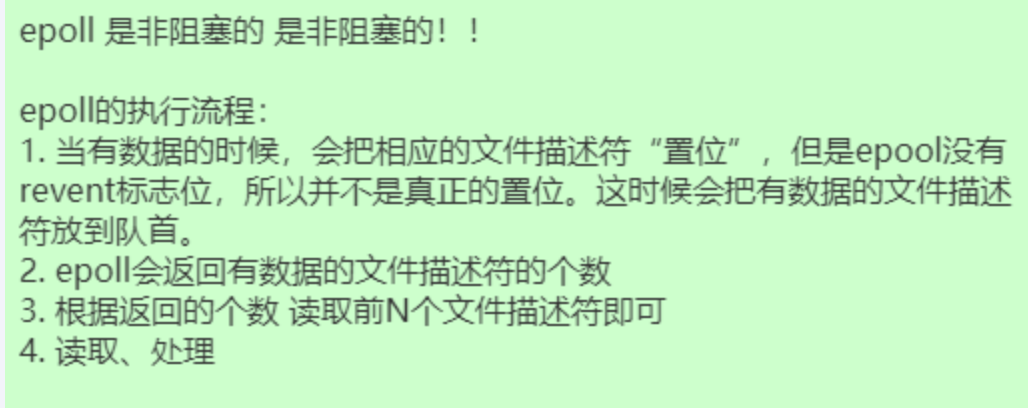 epoll 是非阻塞的 是非阻塞的！！
epoll的执行流程：
1. 当有数据的时候，会把相应的文件描述符“置位”，但是epool没有
revent标志位，所以并不是真正的置位。这时候会把有数据的文件描述
符放到队首。
2. epoll会返回有数据的文件描述符的个数
3. 根据返回的个数 读取前N个文件描述符即可
4. 读取、处理